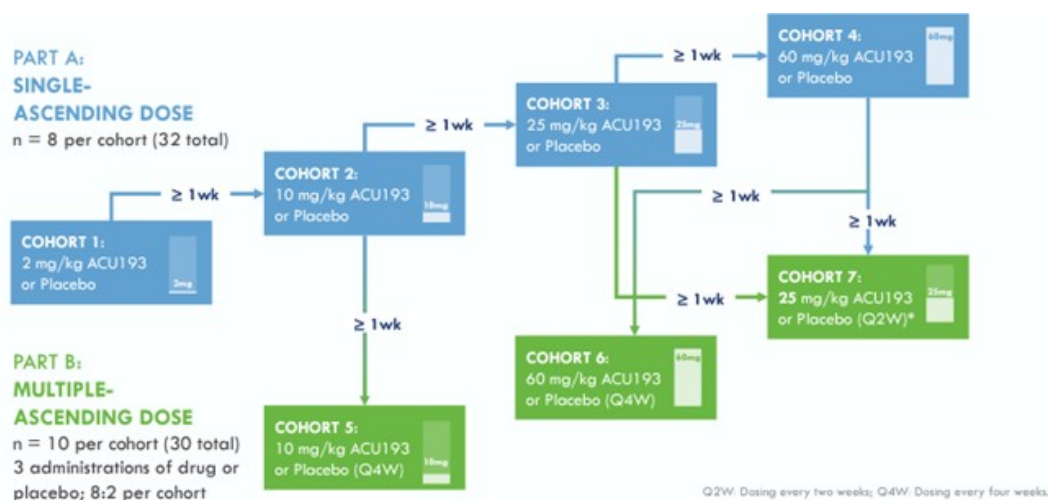 PART A:
SINGLE-
ASCENDING DOSE
n = 8 per cohort (32 total)
COHORT 1:
2 mg/kg ACU193
or Placebo
2mg
≥ 1wk
COHORT 2:
10 mg/kg ACU193
or Placebo
10mg
≥ 1wk
COHORT 3:
25 mg/kg ACU193
or Placebo
25mg
≥ 1wk
COHORT 4:
60 mg/kg ACU193
or Placebo
60mg
≥ 1wk
≥ 1wk
≥ 1wk
≥ 1wk
PART B:
MULTIPLE-
ASCENDING DOSE
n = 10 per cohort (30 total)
3 administrations of drug or
placebo; 8:2 per cohort
COHORT 5:
10 mg/kg ACU193
or Placebo (Q4W)
10mg
COHORT 6:
60 mg/kg ACU193
or Placebo (Q4W)
60mg
COHORT 7:
25 mg/kg ACU193
or Placebo (Q2W)*
25mg
Q2W: Dosing every two weeks; Q4W: Dosing every four weeks.